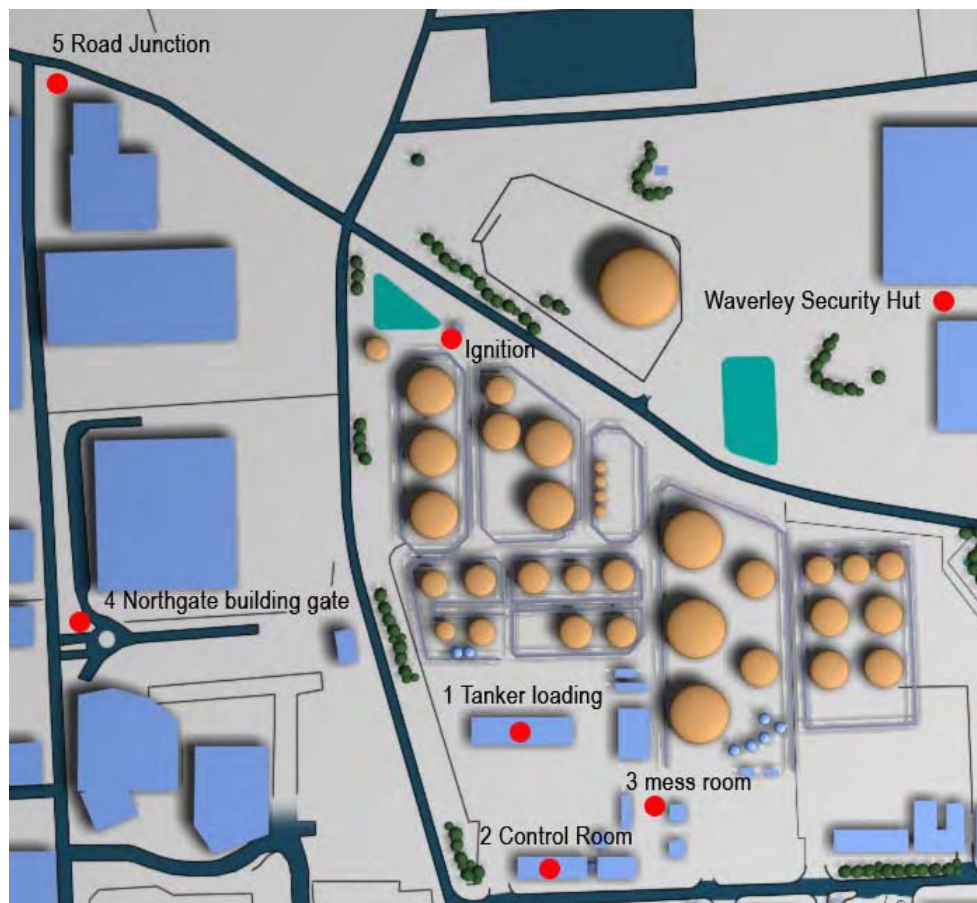 5 Road Junction
Waverley Security Hut
Ignition
4 Northgate building gate
1 Tanker loading
3 mess room
2 Control Room